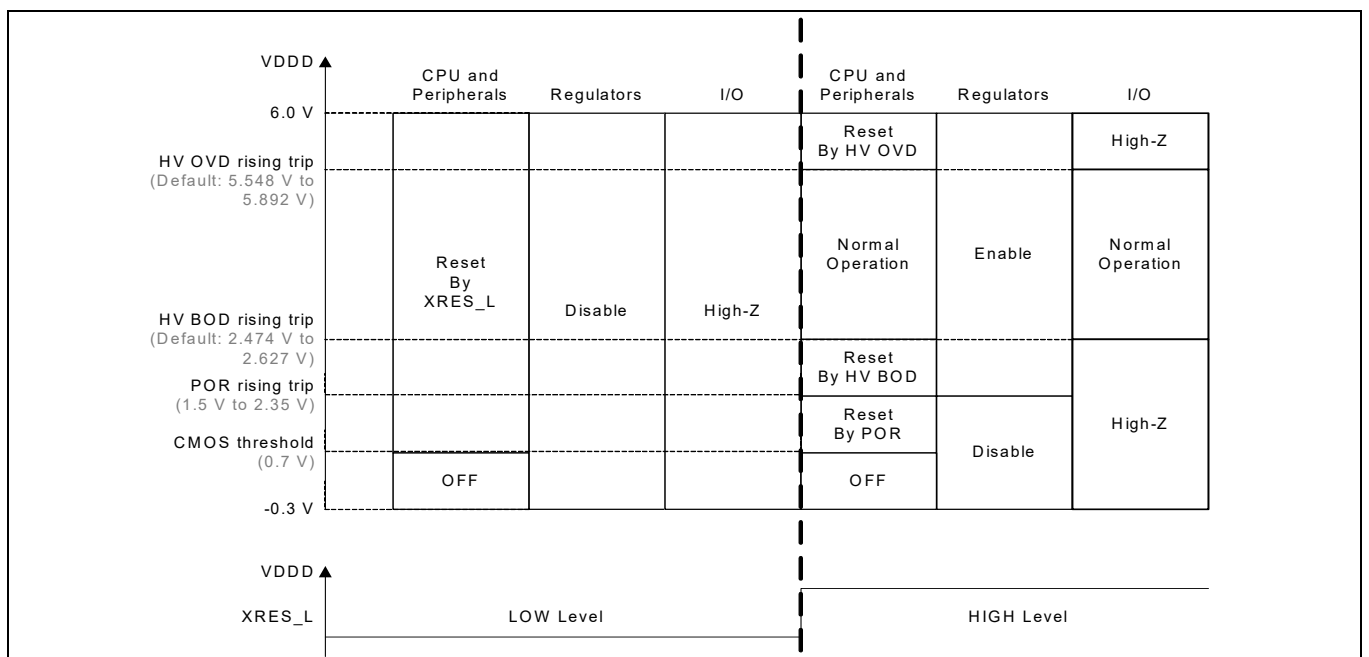 VDDD
CPU and
Peripherals
Regulators
I/O
CPU and
Peripherals
Regulators
I/O
6.0 V
HV OVD rising trip
(Default: 5.548 V to
5.892 V)
Reset
By HV OVD
High-Z
Reset
By
XRES_L
Disable
High-Z
Normal
Operation
Enable
Normal
Operation
HV BOD rising trip
(Default: 2.474 V to
2.627 V)
Reset
By HV BOD
POR rising trip
(1.5 V to 2.35 V)
Reset
By POR
High-Z
CMOS threshold
(0.7 V)
Disable
OFF
OFF
-0.3 V
VDDD
XRES_L
LOW Level
HIGH Level